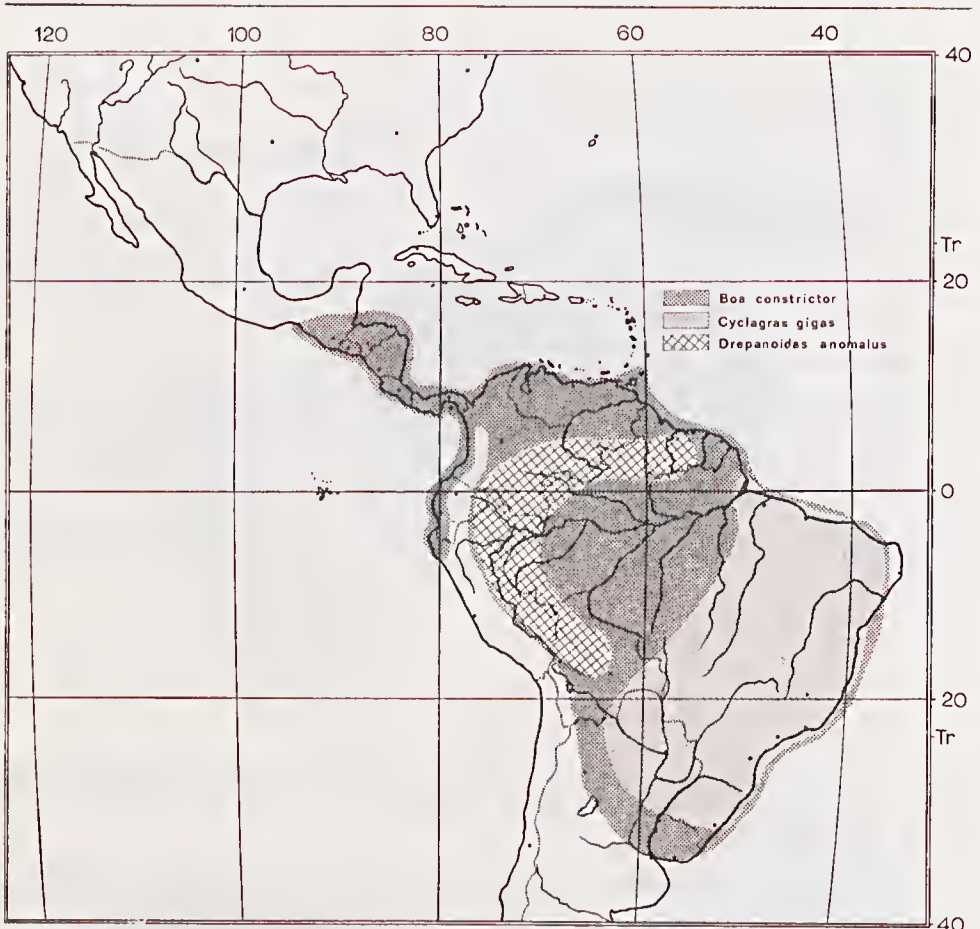 120 100 80 60 40
40
Tr
20
Boa constrictor
Cyclagras gigas
Drepanoidas anomalus
0
20
Tr
40